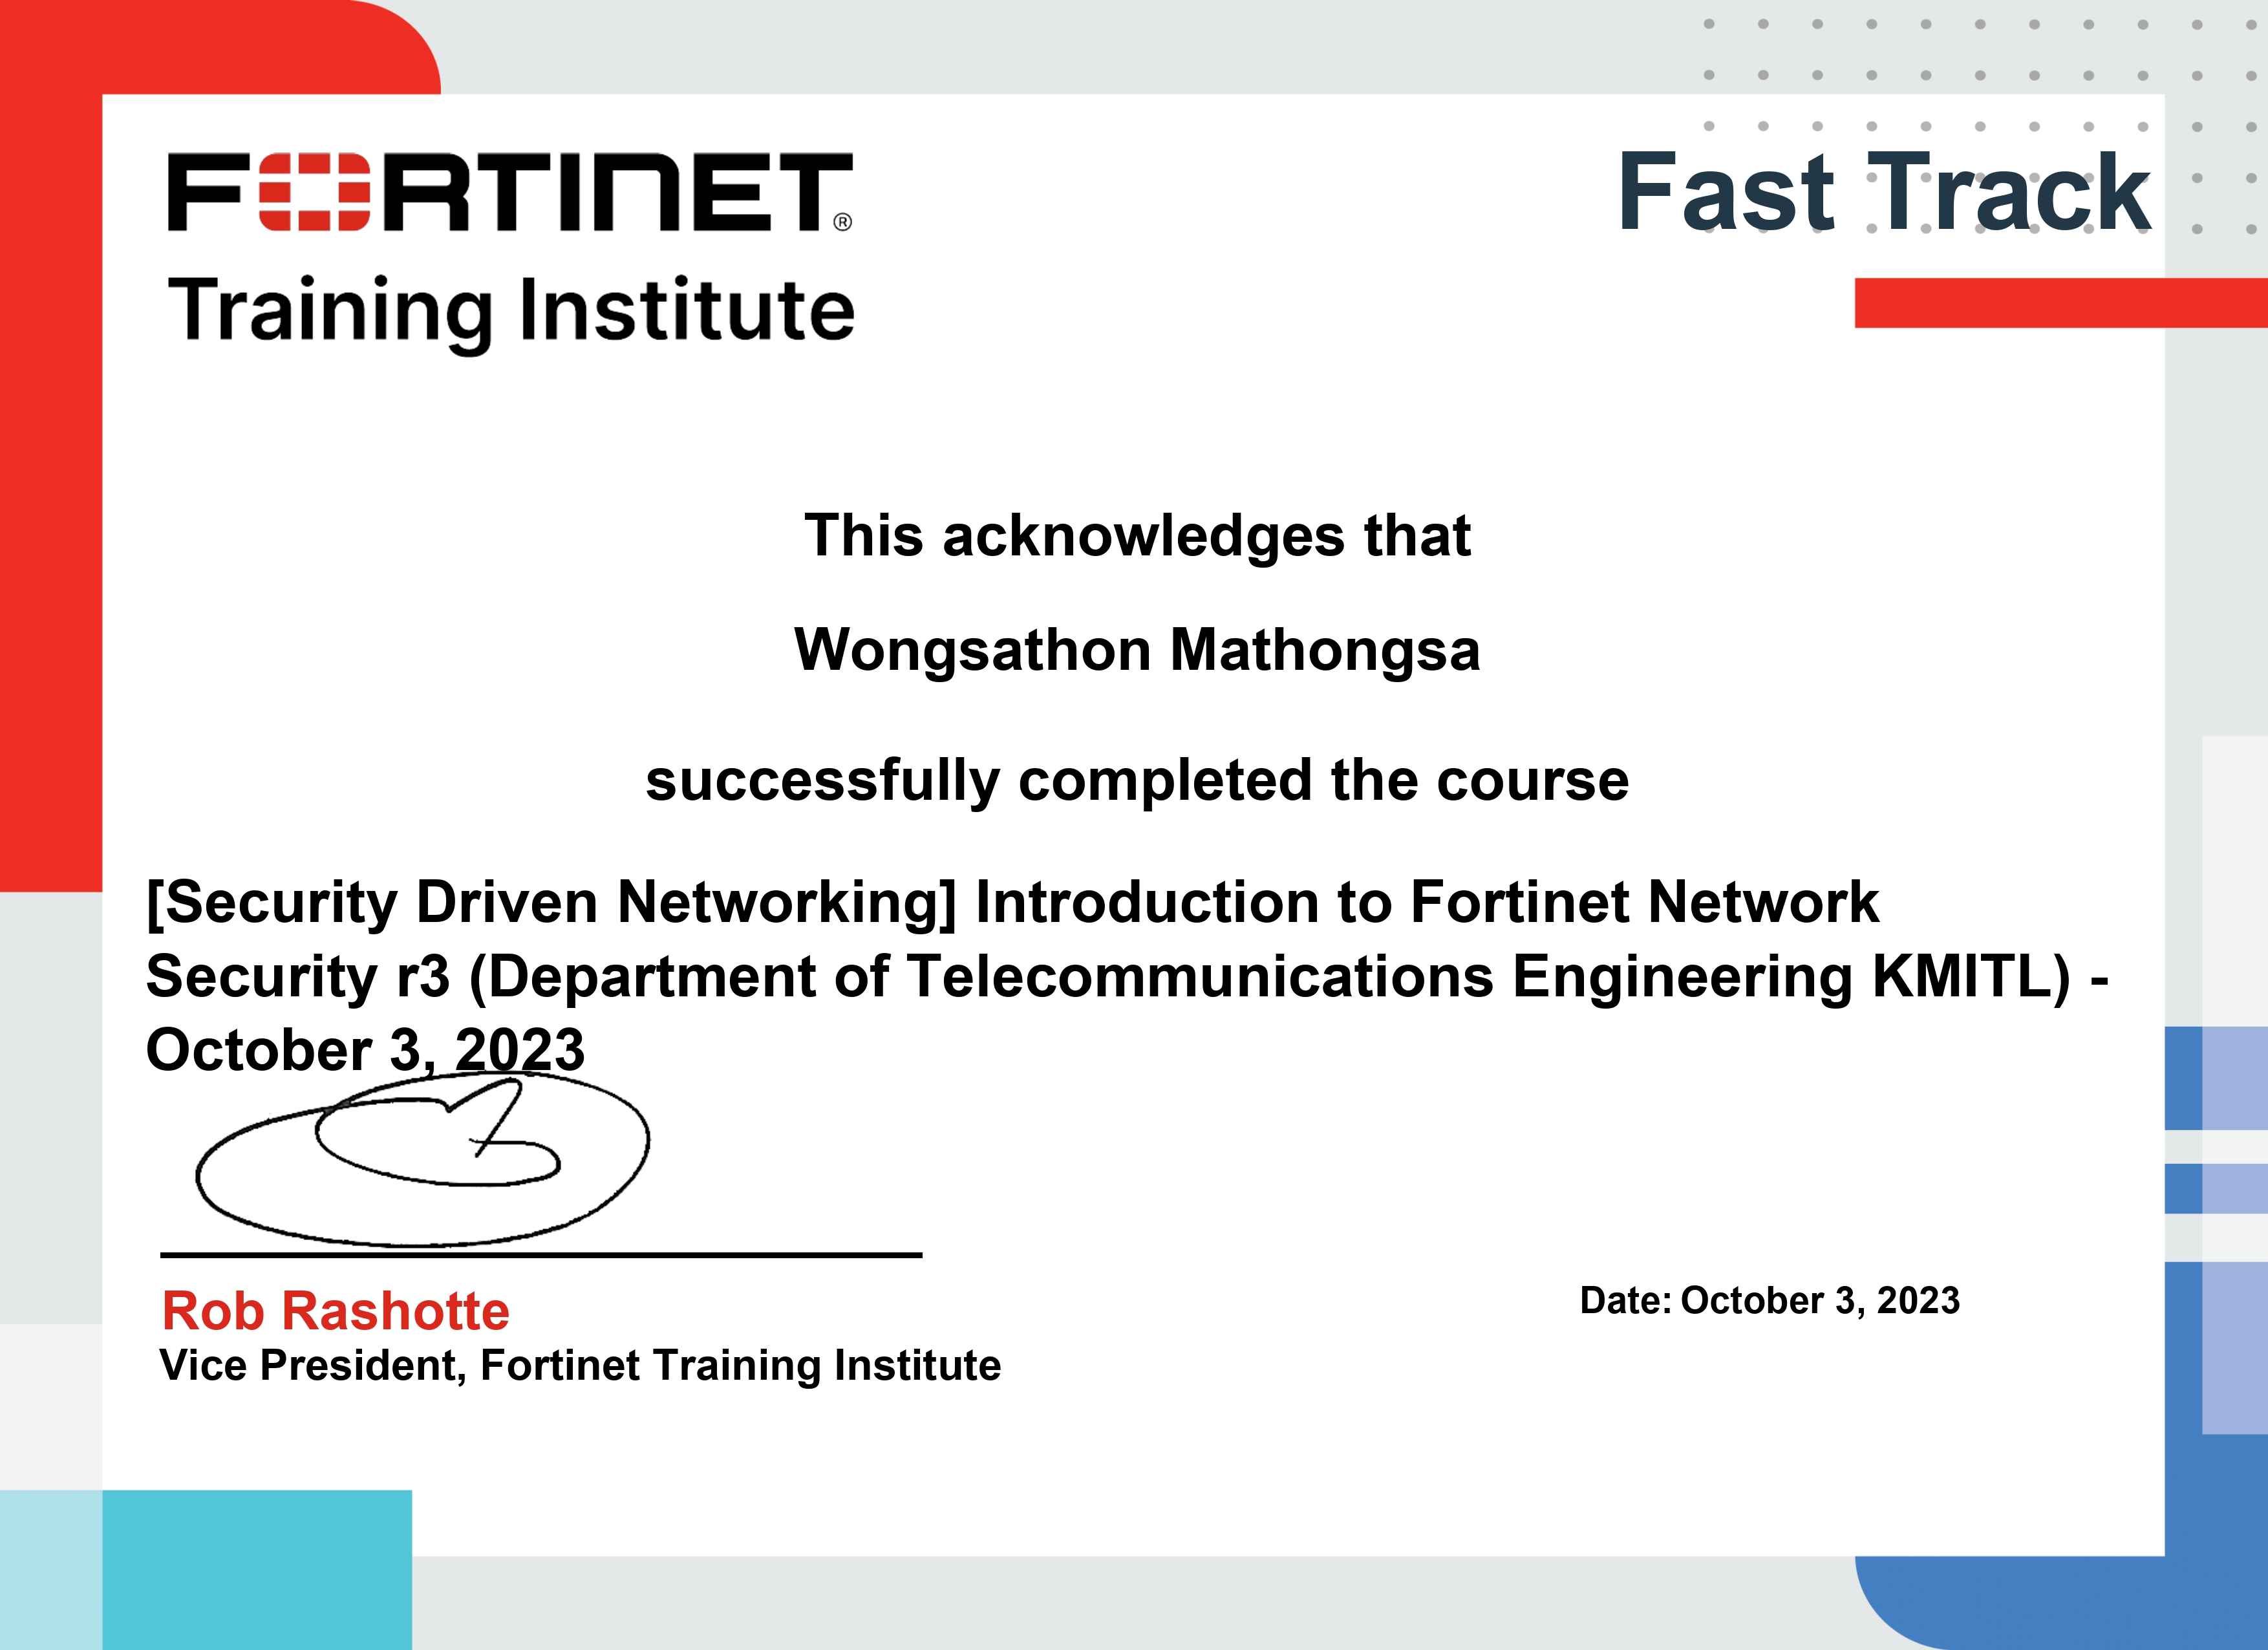 FORTINET®
Training Institute
Fast Track
This acknowledges that
Wongsathon Mathongsa
successfully completed the course
[Security Driven Networking] Introduction to Fortinet Network
Security r3 (Department of Telecommunications Engineering KMITL) -
October 3, 2023
Rob Rashotte
Vice President, Fortinet Training Institute
Date: October 3, 2023